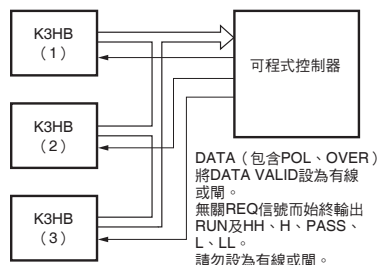 K3HB
（1）
可程式控制器
K3HB
（2）
K3HB
（3）
DATA（包含POL、OVER）
將DATA VALID設為有線
或閘。
無關REQ信號而始終輸出
RUN及HH、H、PASS、
L、LL。
請勿設為有線或閘。